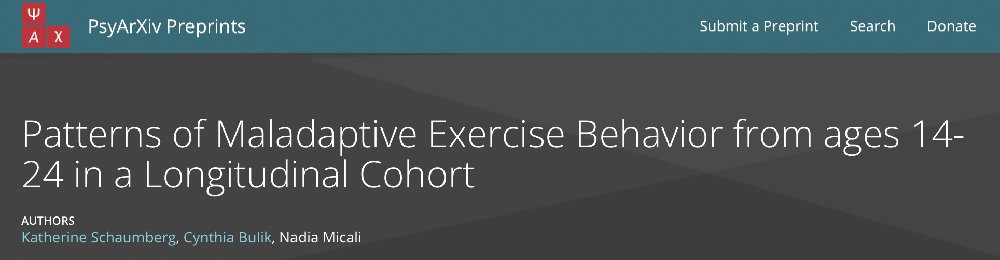 Ψ
A χ
PsyArXiv Preprints
Submit a Preprint
Search
Donate
Patterns of Maladaptive Exercise Behavior from ages 14-
24 in a Longitudinal Cohort
AUTHORS
Katherine Schaumberg, Cynthia Bulik, Nadia Micali